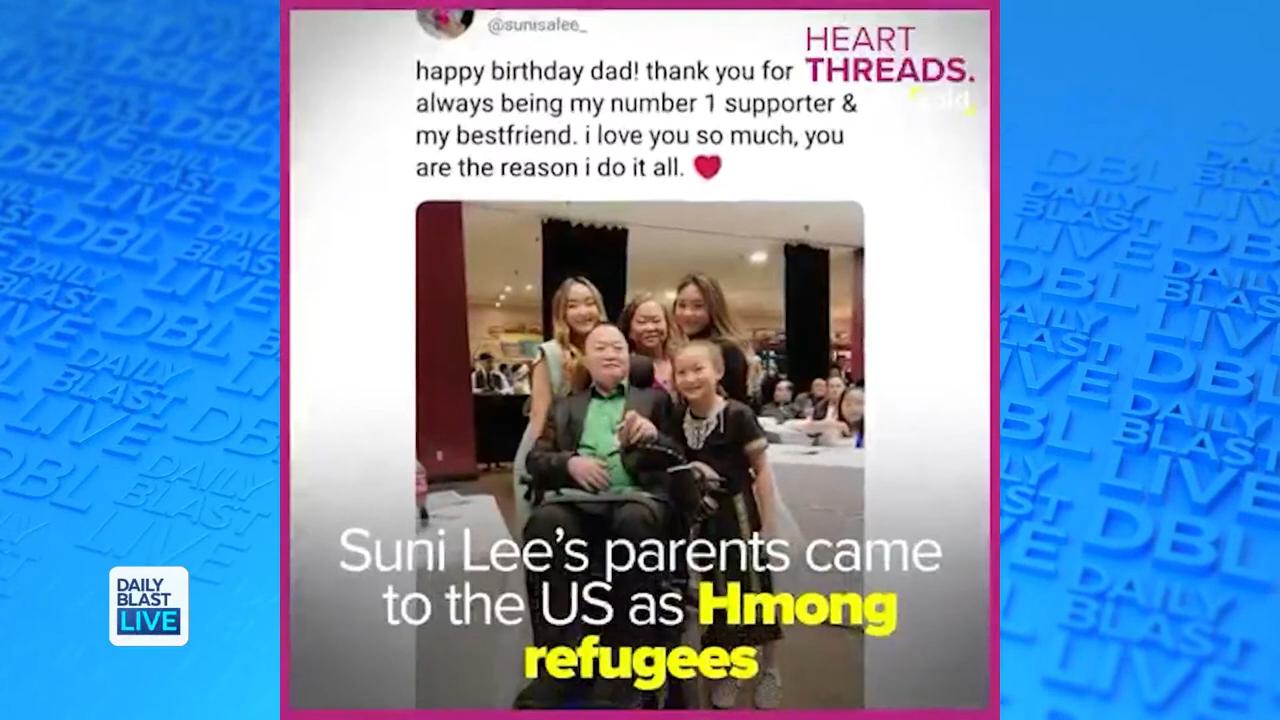 @sunisalee_
happy birthday dad! thank you for
always being my number 1 supporter &
my bestfriend. i love you so much, you
are the reason i do it all. ❤️
HEART
THREADS.
Suni Lee's parents came
to the US as Hmong
refugees
DAILY
BLAST
LIVE